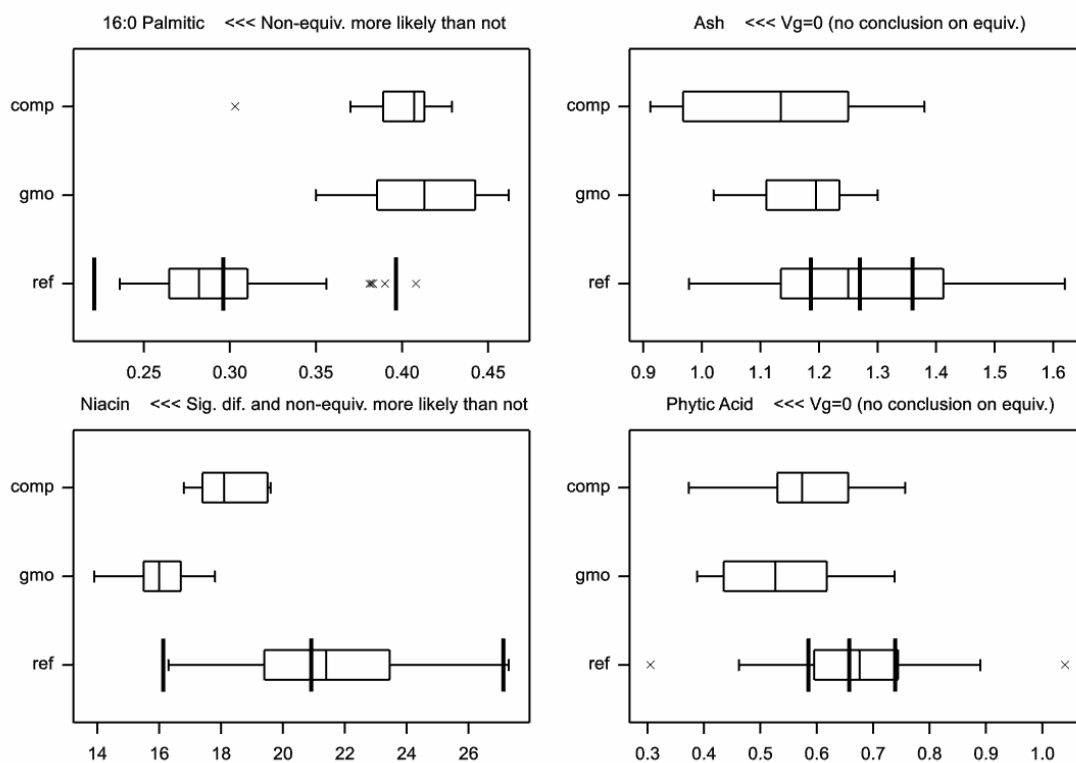 16:0 Palmitic <<< Non-equiv. more likely than not
comp
gmo
ref
0.25 0.30 0.35 0.40 0.45
Ash <<< Vg=0 (no conclusion on equiv.)
comp
gmo
ref
0.9 1.0 1.1 1.2 1.3 1.4 1.5 1.6
Niacin <<< Sig. dif. and non-equiv. more likely than not
comp
gmo
ref
14 16 18 20 22 24 26
Phytic Acid <<< Vg=0 (no conclusion on equiv.)
comp
gmo
ref
0.3 0.4 0.5 0.6 0.7 0.8 0.9 1.0